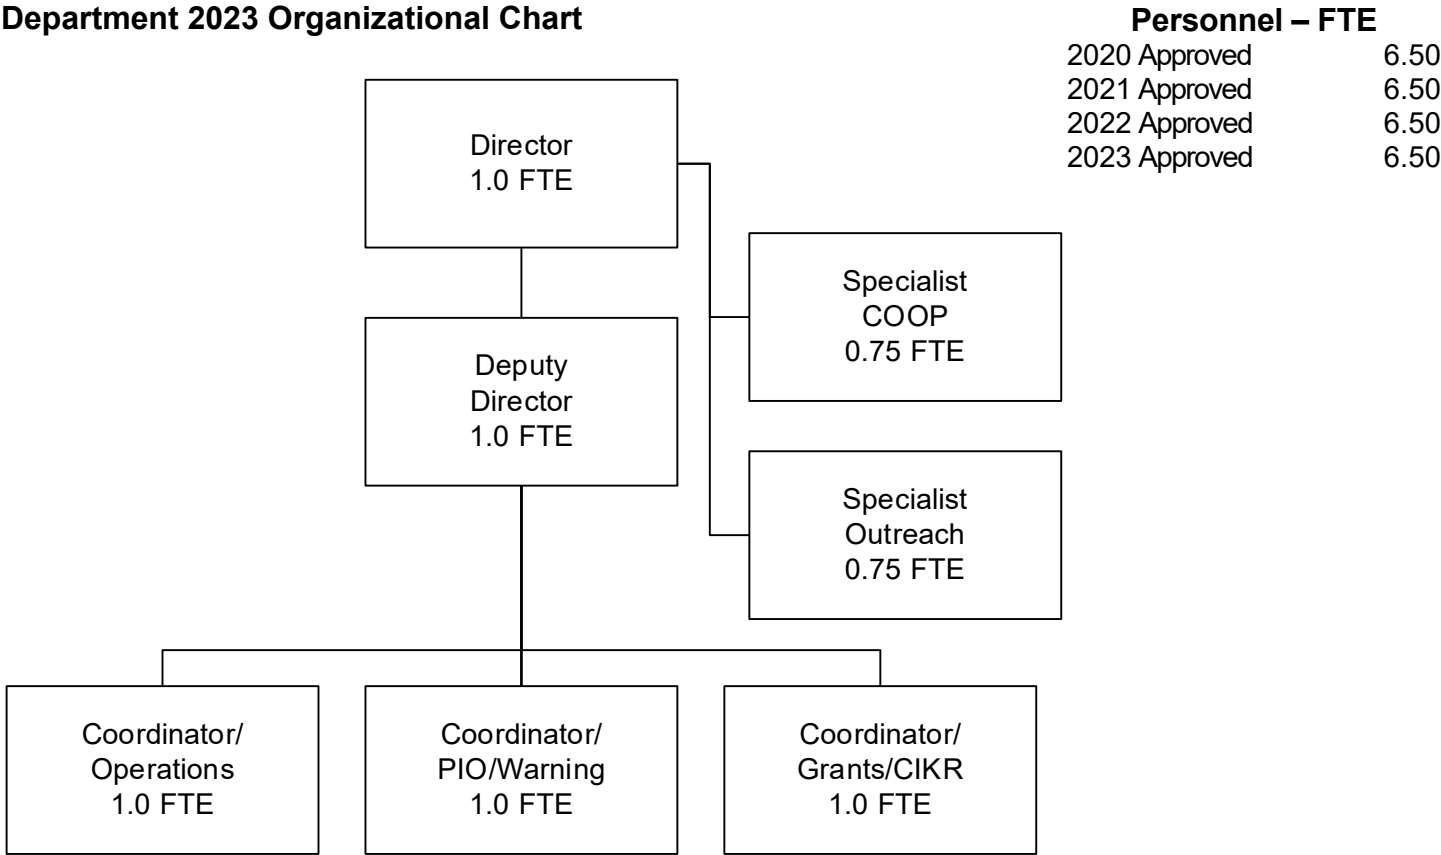 Department 2023 Organizational Chart
Personnel – FTE
2020 Approved 6.50
2021 Approved 6.50
2022 Approved 6.50
2023 Approved 6.50
Director
1.0 FTE
Specialist
COOP
0.75 FTE
Deputy
Director
1.0 FTE
Specialist
Outreach
0.75 FTE
Coordinator/
Operations
1.0 FTE
Coordinator/
PIO/Warning
1.0 FTE
Coordinator/
Grants/CIKR
1.0 FTE